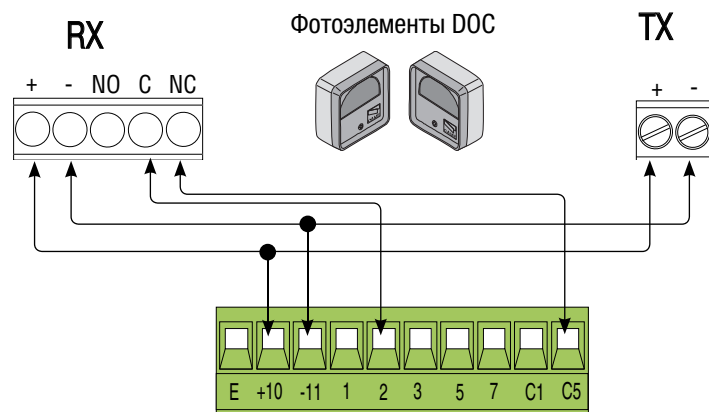 RX
Фотоэлементы DOC
TX
+ - NO C NC
+ -
E +10 -11 1 2 3 5 7 C1 C5